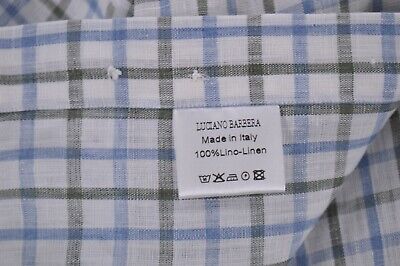 LUCIANO BARBERA
Made in Italy
100%Lino-Linen